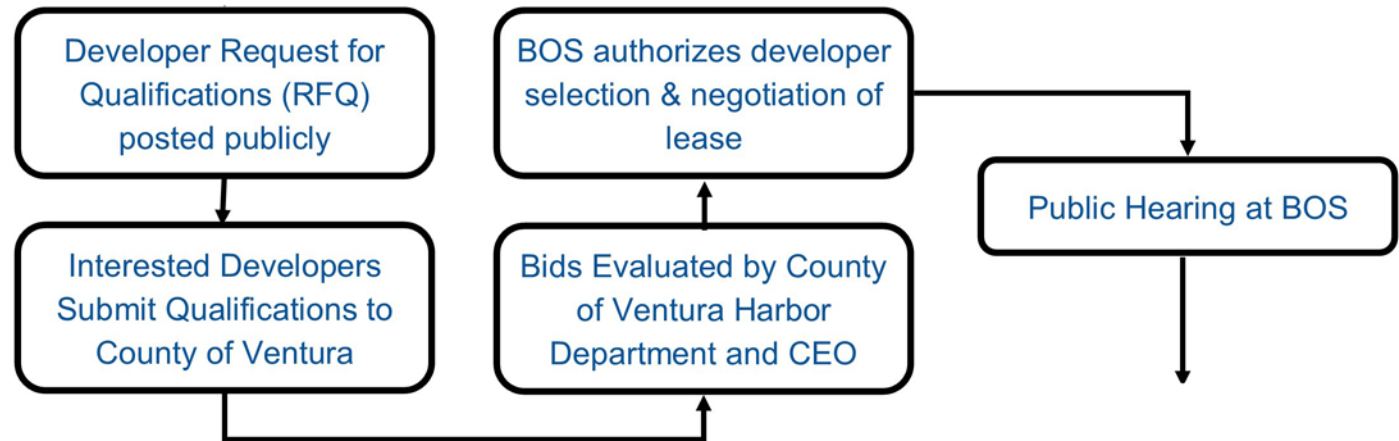 Developer Request for
Qualifications (RFQ)
posted publicly
Interested Developers
Submit Qualifications to
County of Ventura
Bids Evaluated by County
of Ventura Harbor
Department and CEO
BOS authorizes developer
selection & negotiation of
lease
Public Hearing at BOS